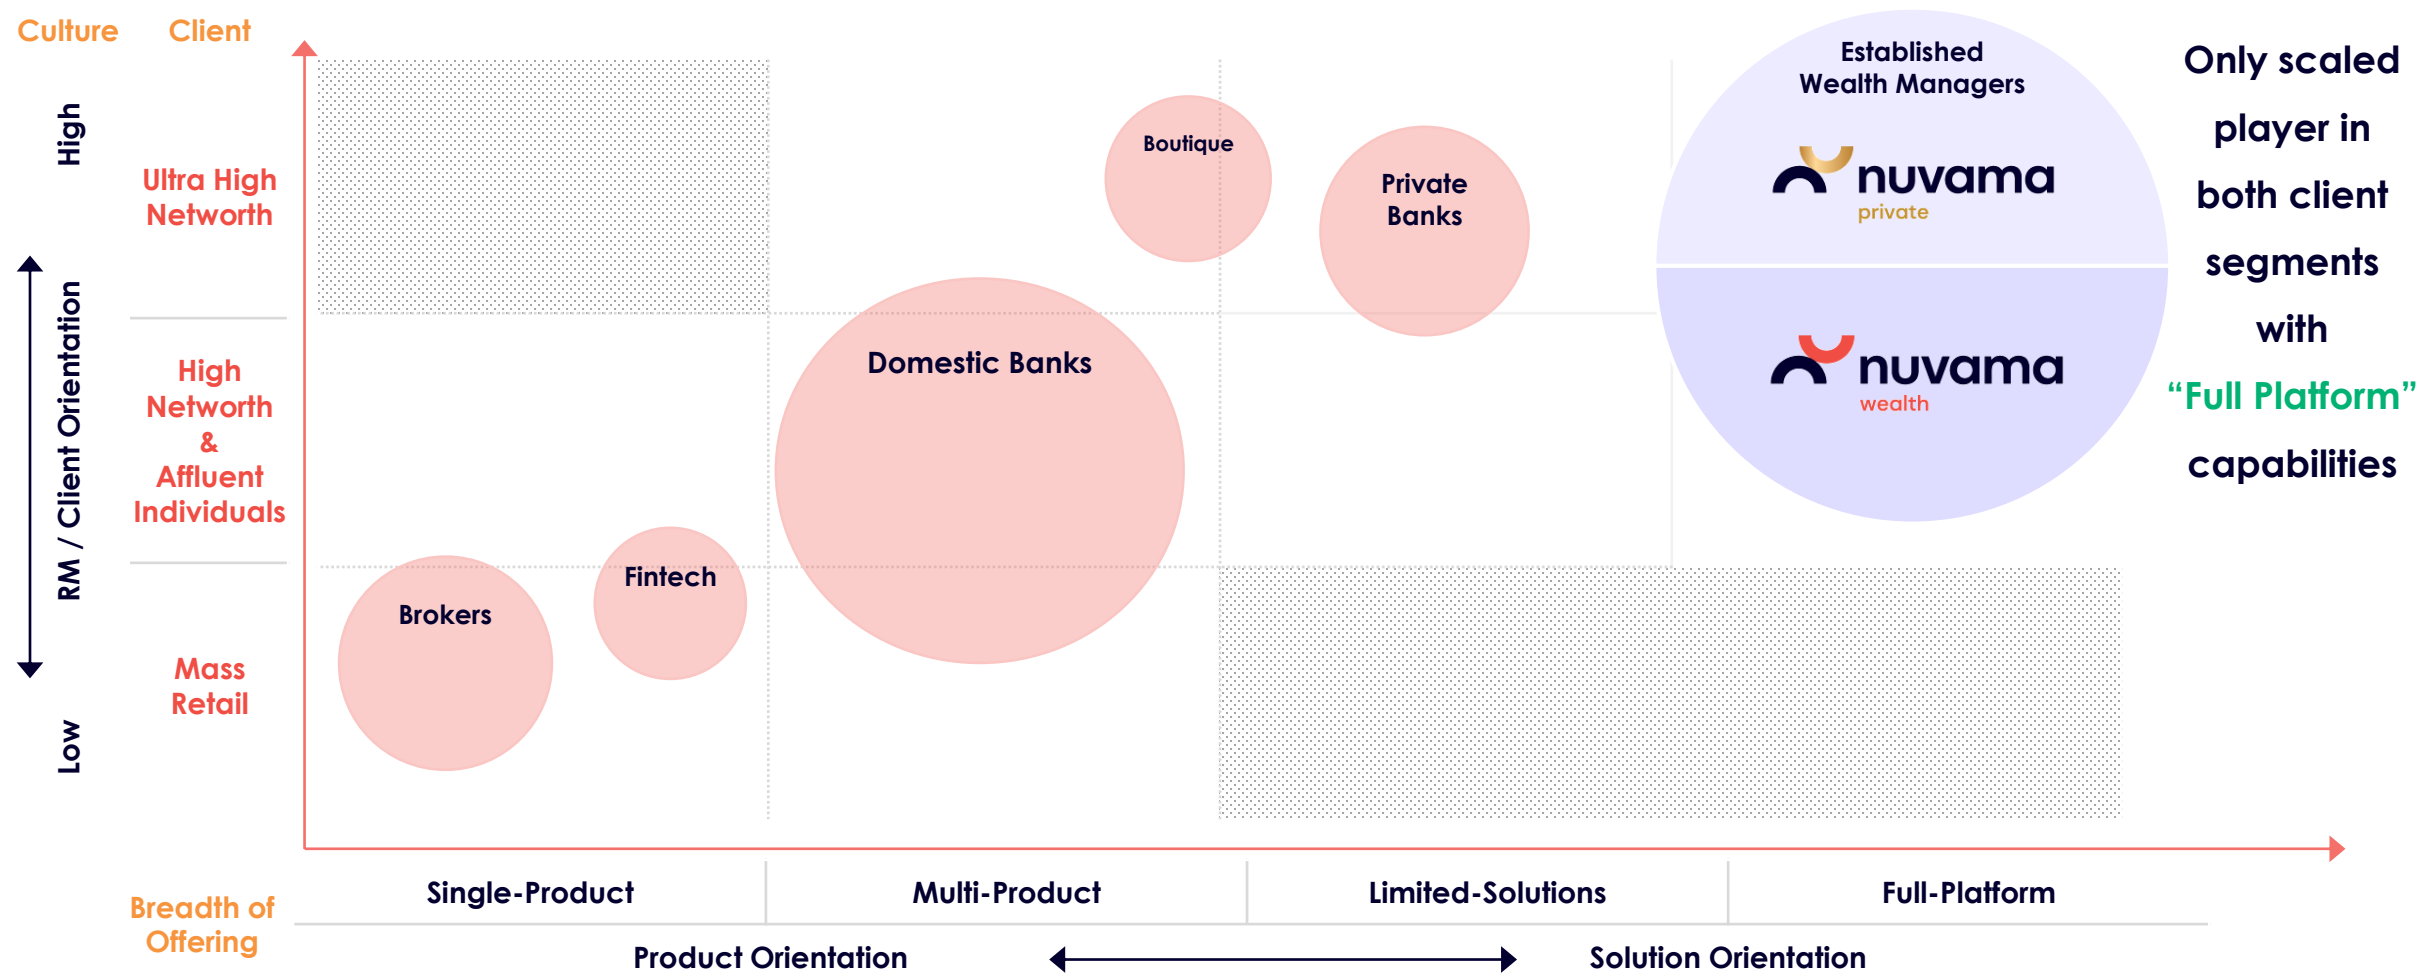 Culture
Client
High
RM / Client Orientation
Low
Ultra High
Networth
High
Networth
&
Affluent
Individuals
Mass
Retail
Boutique
Private
Banks
Domestic Banks
Fintech
Brokers
Established
Wealth Managers
nuvama
private
nuvama
wealth
Only scaled
player in
both client
segments
with
“Full Platform”
capabilities
Breadth of
Offering
Single-Product
Multi-Product
Limited-Solutions
Full-Platform
Product Orientation
Solution Orientation